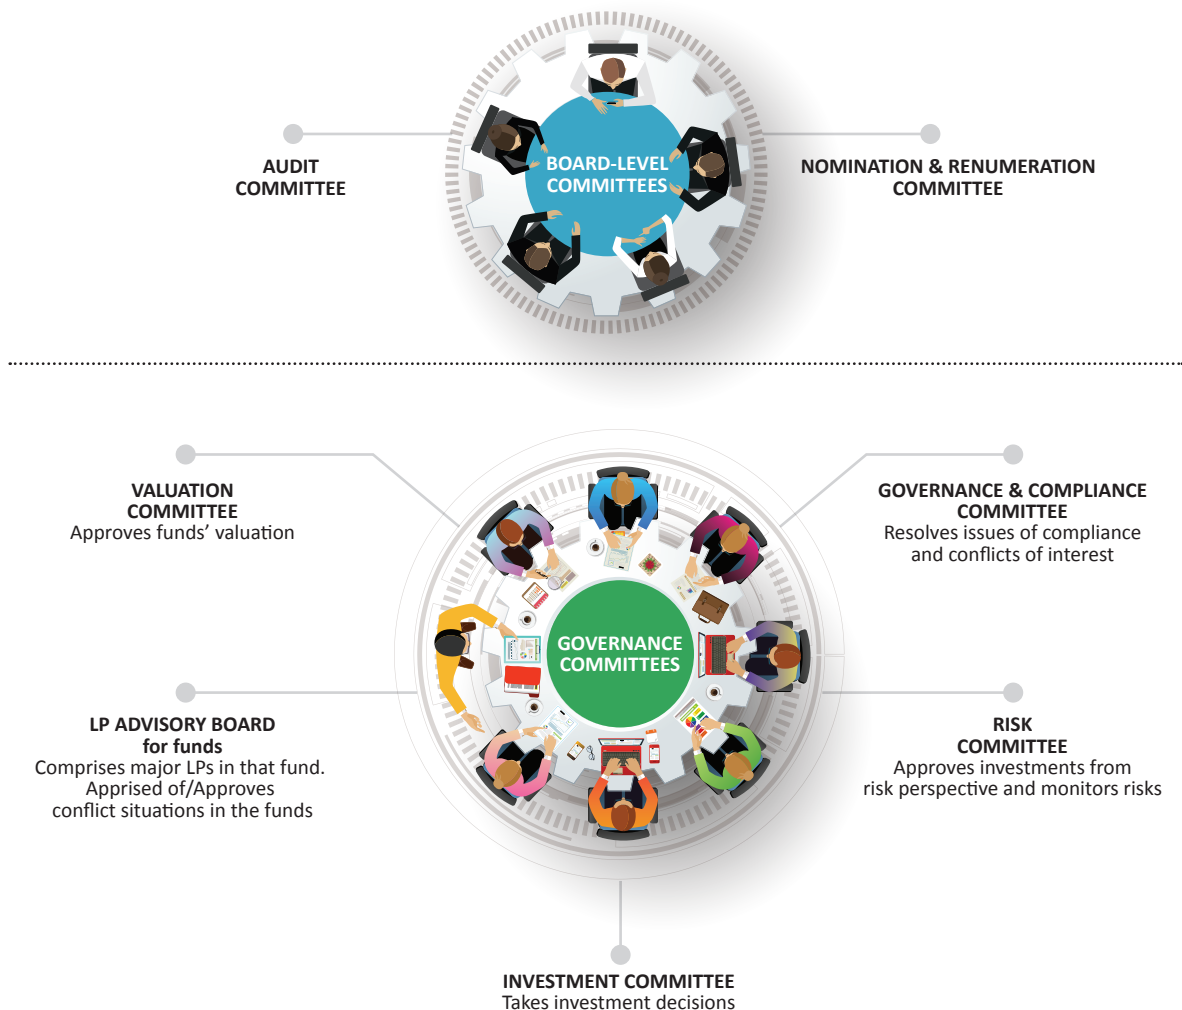 BOARD-LEVEL
COMMITTEES
AUDIT
COMMITTEE
NOMINATION & RENUMERATION
COMMITTEE
VALUATION
COMMITTEE
Approves funds’ valuation
GOVERNANCE & COMPLIANCE
COMMITTEE
Resolves issues of compliance
and conflicts of interest
GOVERNANCE
COMMITTEES
LP ADVISORY BOARD
for funds
Comprises major LPs in that fund.
Apprised of/Approves
conflict situations in the funds
RISK
COMMITTEE
Approves investments from
risk perspective and monitors risks
INVESTMENT COMMITTEE
Takes investment decisions